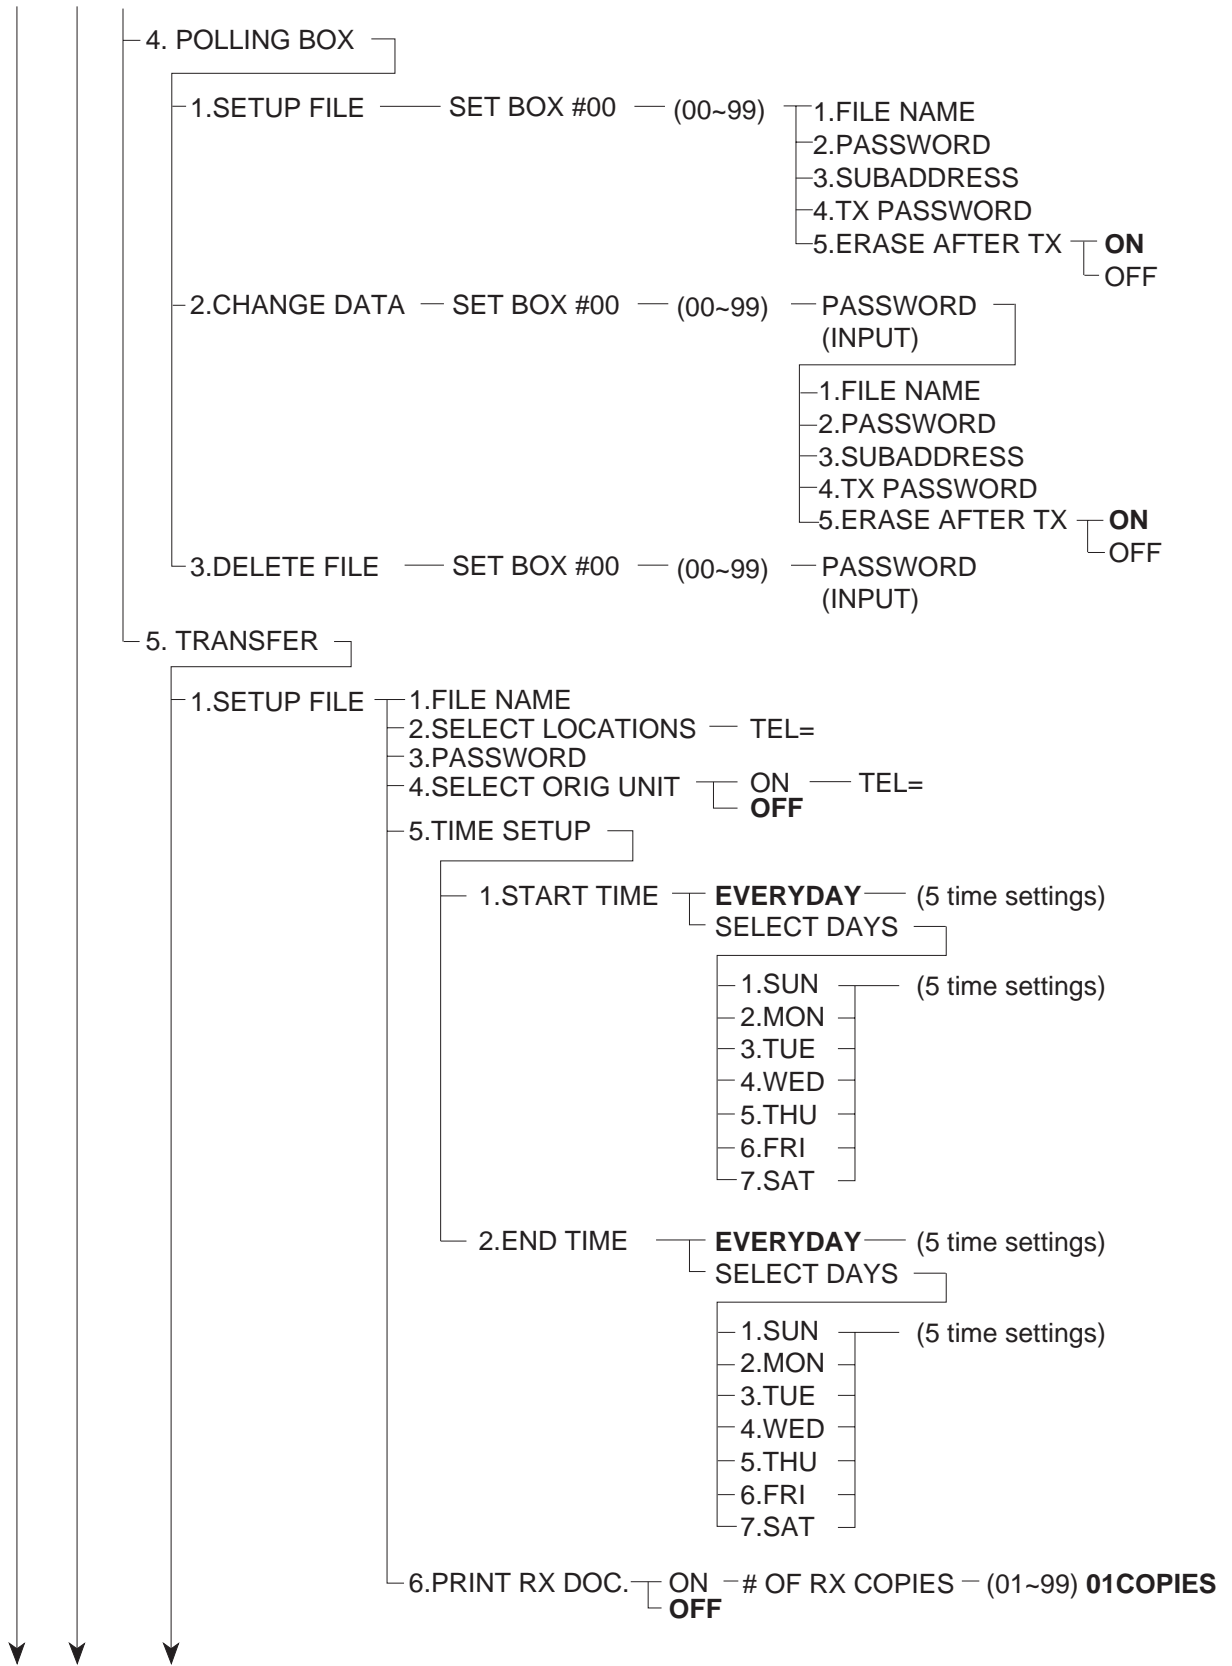 4. POLLING BOX
1.SETUP FILE SET BOX #00 (00~99) 1.FILE NAME
2.PASSWORD
3.SUBADDRESS
4.TX PASSWORD
5.ERASE AFTER TX ON
OFF
2.CHANGE DATA SET BOX #00 (00~99) PASSWORD
(INPUT)
1.FILE NAME
2.PASSWORD
3.SUBADDRESS
4.TX PASSWORD
5.ERASE AFTER TX ON
OFF
3.DELETE FILE SET BOX #00 (00~99) PASSWORD
(INPUT)
5. TRANSFER
1.SETUP FILE 1.FILE NAME
2.SELECT LOCATIONS TEL=
3.PASSWORD
4.SELECT ORIG UNIT ON TEL=
OFF
5.TIME SETUP
1.START TIME EVERYDAY (5 time settings)
SELECT DAYS
1.SUN (5 time settings)
2.MON
3.TUE
4.WED
5.THU
6.FRI
7.SAT
2.END TIME EVERYDAY (5 time settings)
SELECT DAYS
1.SUN (5 time settings)
2.MON
3.TUE
4.WED
5.THU
6.FRI
7.SAT
6.PRINT RX DOC. ON # OF RX COPIES (01~99) 01COPIES
OFF